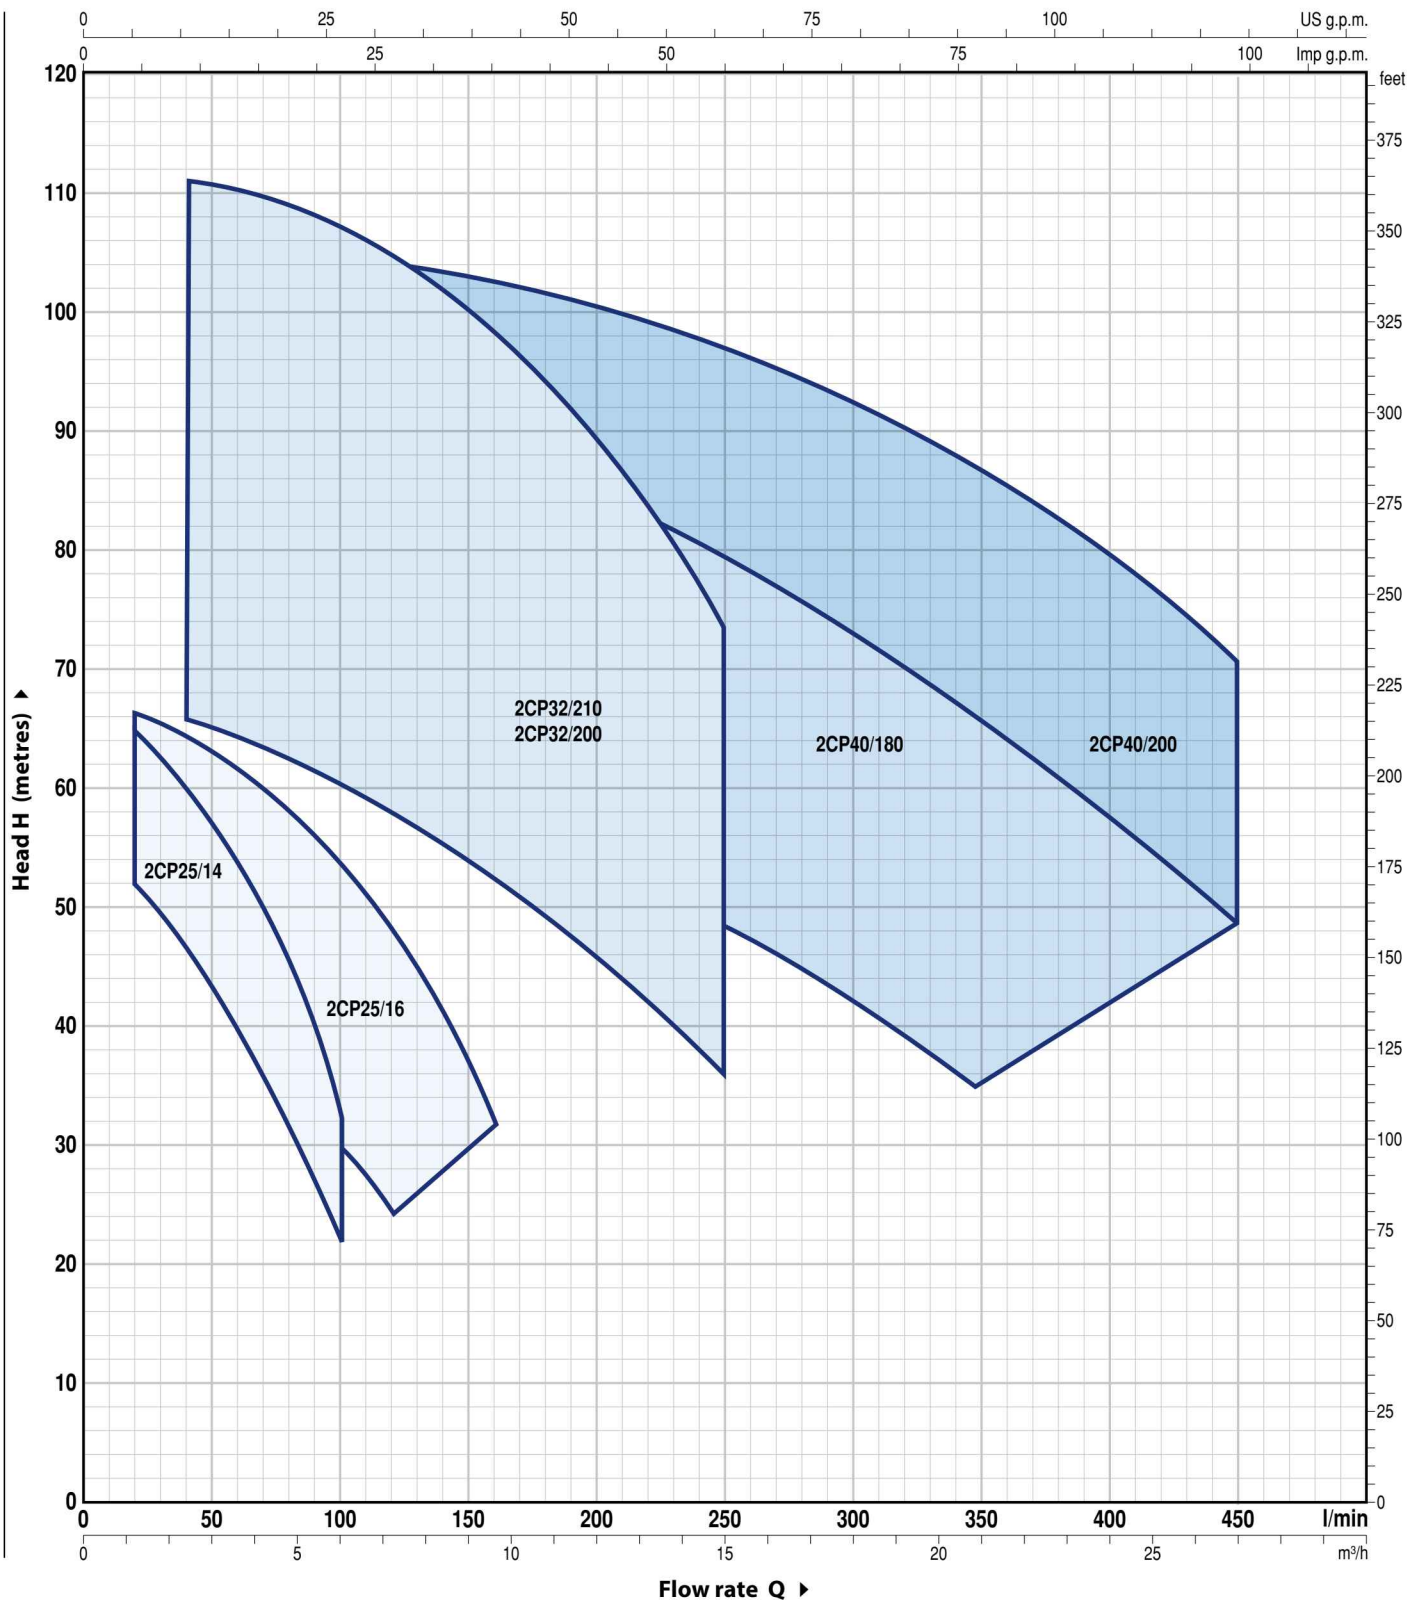 0 25 50 75 100 US g.p.m.
0 25 50 75 100 Imp g.p.m.
120 feet
375
110
350
325
100
300
90
275
80
250
70
225
2CP32/210
2CP32/200
2CP40/180 2CP40/200
200
60
175
2CP25/14
50
150
2CP25/16
40
125
100
30
75
20
50
10
25
0 0
Head H (metres)
0 50 100 150 200 250 300 350 400 450 l/min
0 5 10 15 20 25 m³/h
Flow rate Q